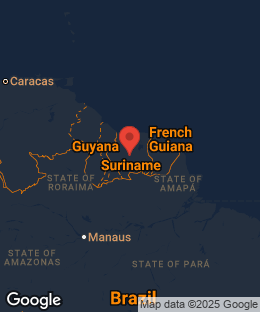 Caracas
French
Guyana
Guiana
Suriname
STATE OF
RORAIMA
STATE OF
AMAPÁ
Manaus
STATE OF
AMAZONAS
STATE OF PARÁ
Brazil
Google
Map data ©2025 Google